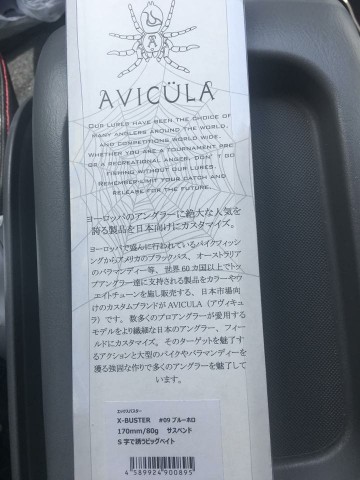 AVICÜLA
OUR LURES HAVE BEEN THE CHOICE OF
MANY ANGLERS AROUND THE WORLD,
AND COMPETITIONS WORLD WIDE.
WHETHER YOU ARE A TOURNAMENT PRO
OR A RECREATIONAL ANGER, DON`T GO
FISHING WITHOUT OUR LURES.
REMEMBER LIMIT YOUR CATCH AND
RELEASE FOR THE FUTURE.
ヨーロッパのアングラーに絶大な人気を
誇る製品を日本向けにカスタマイズ。
ヨーロッパで盛んに行われているパイクフィッシ
ングからアメリカのブラックバス、オーストラリア
のバラマンディー等、世界60カ国以上でトッ
プアングラー達に支持される製品をカラーやウ
エイトチューンを施し販売する、日本市場向
けのカスタムブランドがAVICULA（アヴィキュ
ラ）です。数多くのプロアングラーが愛用する
モデルをより繊細な日本のアングラー、フィー
ルドにカスタマイズ。そのターゲットを魅了す
るアクションと大型のパイクやバラマンディーを
獲る強固な作りで多くのアングラーを魅了して
います。
エックスバスター
X-BUSTER #09 ブルーホロ
170mm/80g サスペンド
S字で誘うビッグベイト
4589924900895